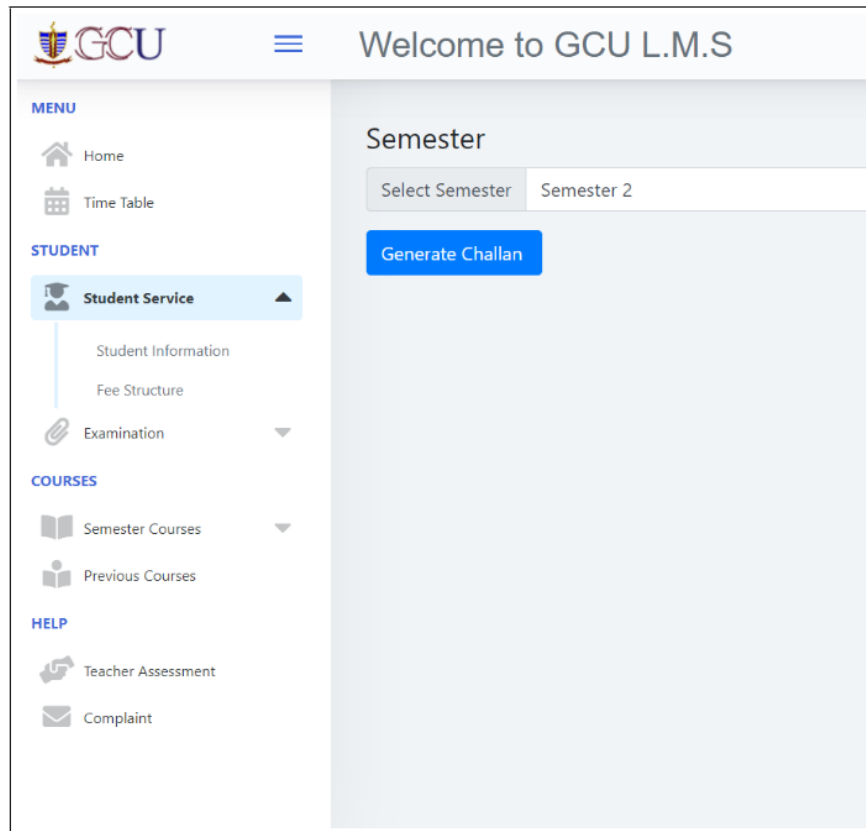 GCU
Welcome to GCU L.M.S
MENU
Home
Time Table
STUDENT
Student Service
Student Information
Fee Structure
Examination
COURSES
Semester Courses
Previous Courses
HELP
Teacher Assessment
Complaint
Semester
Select Semester Semester 2
Generate Challan